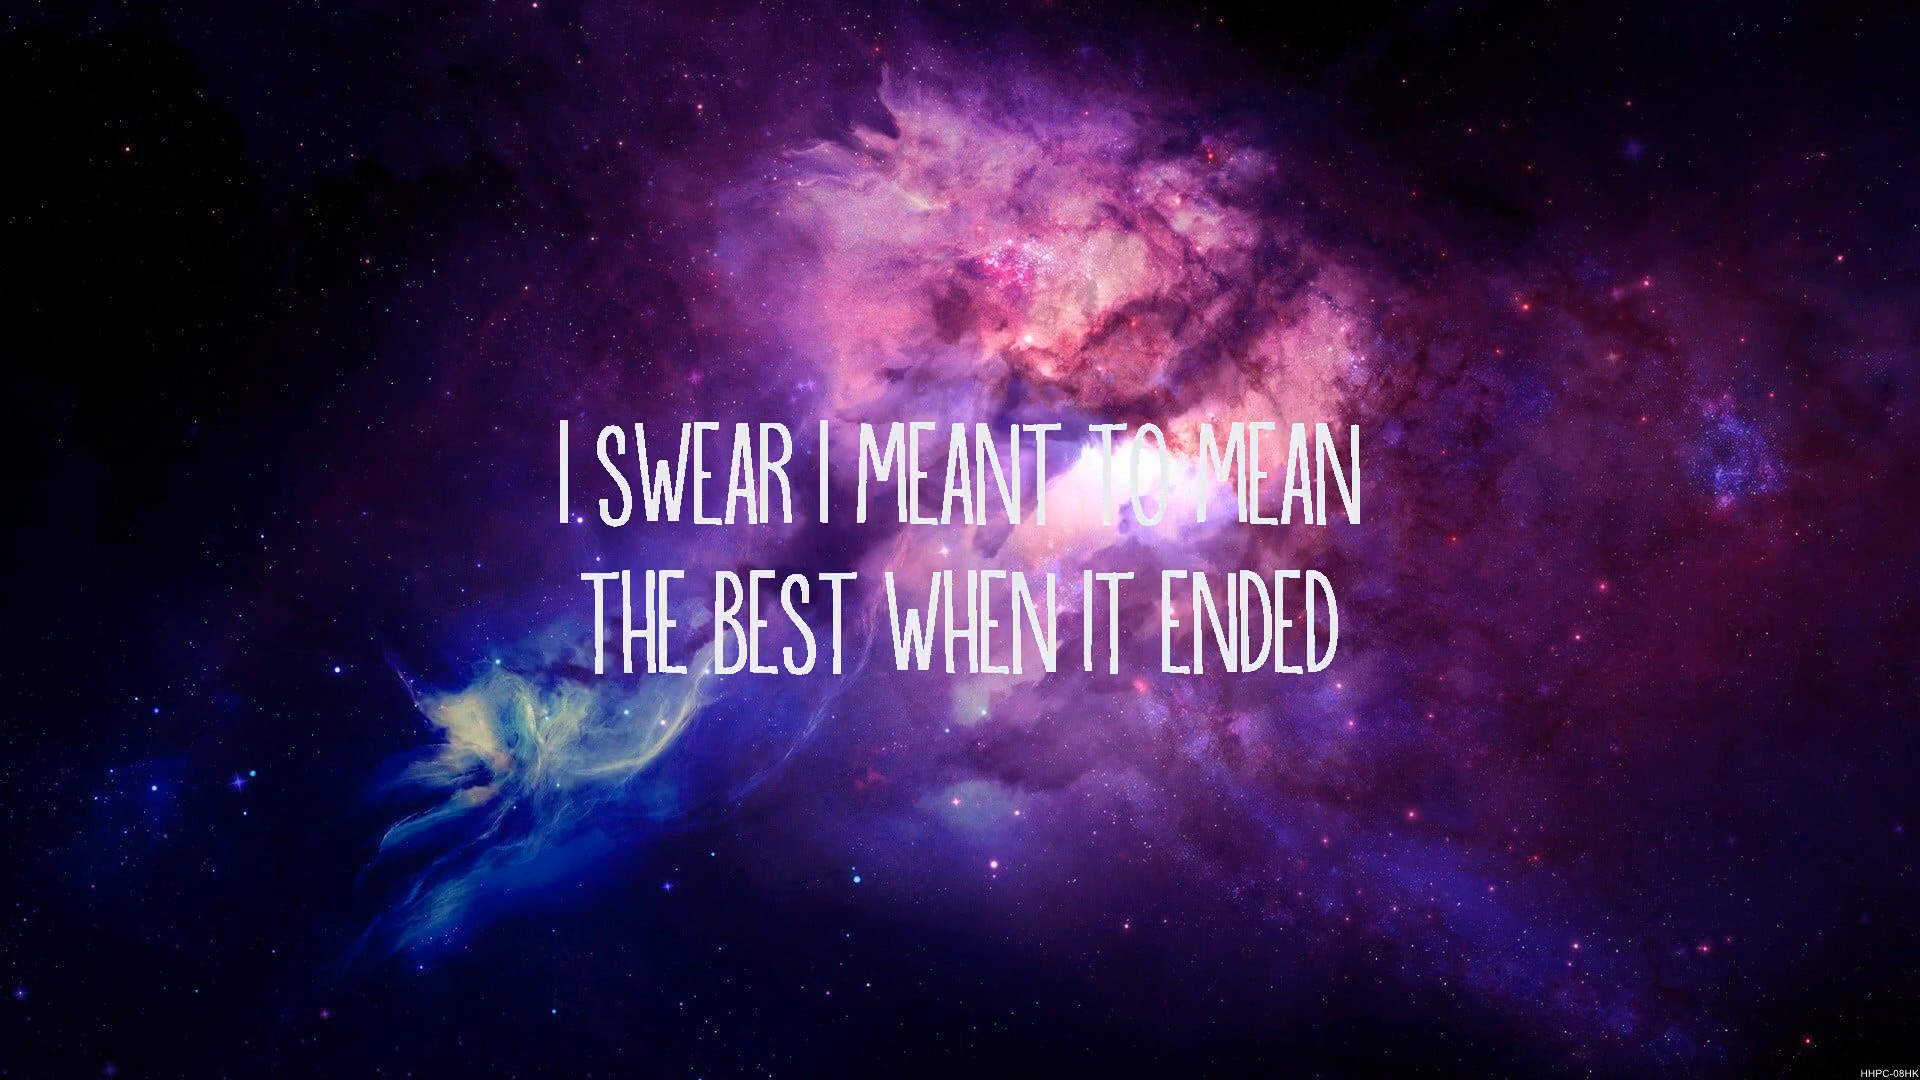 I SWEAR I MEANT TO MEAN
THE BEST WHEN IT ENDED
HHPC-08HK